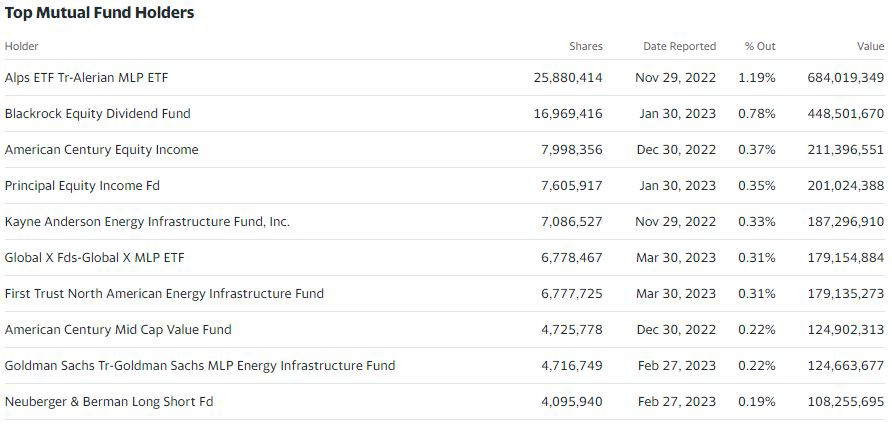 Top Mutual Fund Holders
Holder Shares Date Reported % Out Value
Alps ETF Tr-Alerian MLP ETF 25,880,414 Nov 29, 2022 1.19% 684,019,349
Blackrock Equity Dividend Fund 16,969,416 Jan 30, 2023 0.78% 448,501,670
American Century Equity Income 7,998,356 Dec 30, 2022 0.37% 211,396,551
Principal Equity Income Fd 7,605,917 Jan 30, 2023 0.35% 201,024,388
Kayne Anderson Energy Infrastructure Fund, Inc. 7,086,527 Nov 29, 2022 0.33% 187,296,910
Global X Fds-Global X MLP ETF 6,778,467 Mar 30, 2023 0.31% 179,154,884
First Trust North American Energy Infrastructure Fund 6,777,725 Mar 30, 2023 0.31% 179,135,273
American Century Mid Cap Value Fund 4,725,778 Dec 30, 2022 0.22% 124,902,313
Goldman Sachs Tr-Goldman Sachs MLP Energy Infrastructure Fund 4,716,749 Feb 27, 2023 0.22% 124,663,677
Neuberger & Berman Long Short Fd 4,095,940 Feb 27, 2023 0.19% 108,255,695